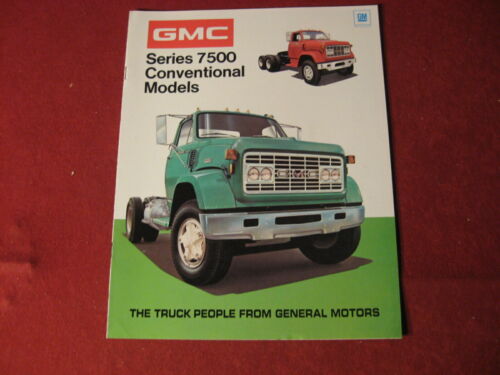 GMC
GM
Series 7500
Conventional
Models
THE TRUCK PEOPLE FROM GENERAL MOTORS